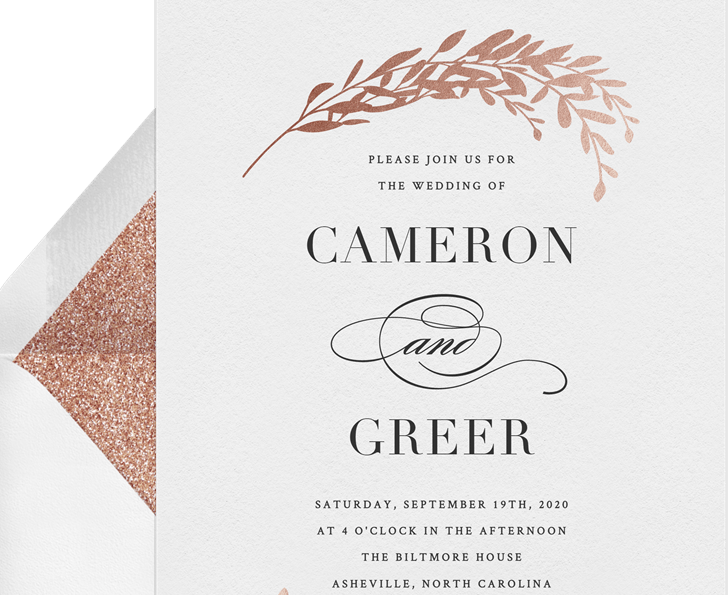 PLEASE JOIN US FOR
THE WEDDING OF
CAMERON
and
GREER
SATURDAY, SEPTEMBER 19TH, 2020
AT 4 O'CLOCK IN THE AFTERNOON
THE BILTMORE HOUSE
ASHEVILLE, NORTH CAROLINA